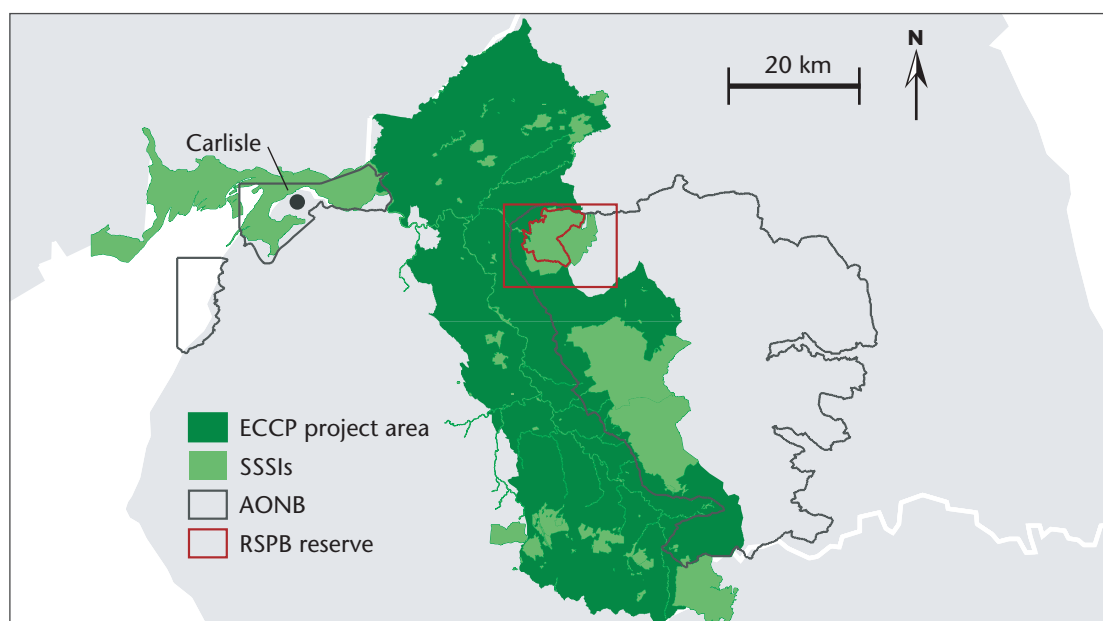 N
20 km
Carlisle
ECCP project area
SSSIs
AONB
RSPB reserve